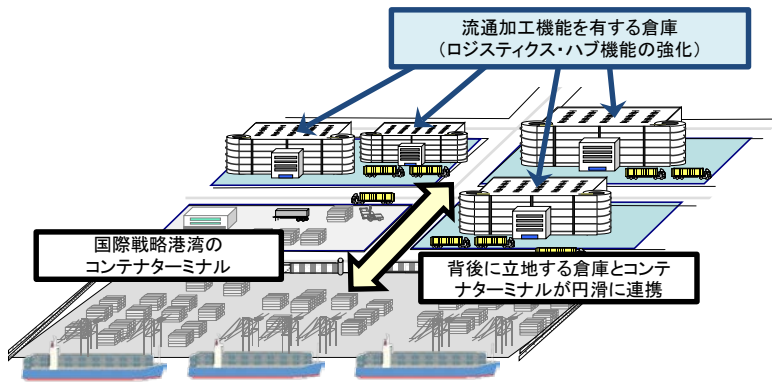 流通加工機能を有する倉庫
（ロジスティクス・ハブ機能の強化）
国際戦略港湾の
コンテナターミナル
背後に立地する倉庫とコンテ
ナターミナルが円滑に連携